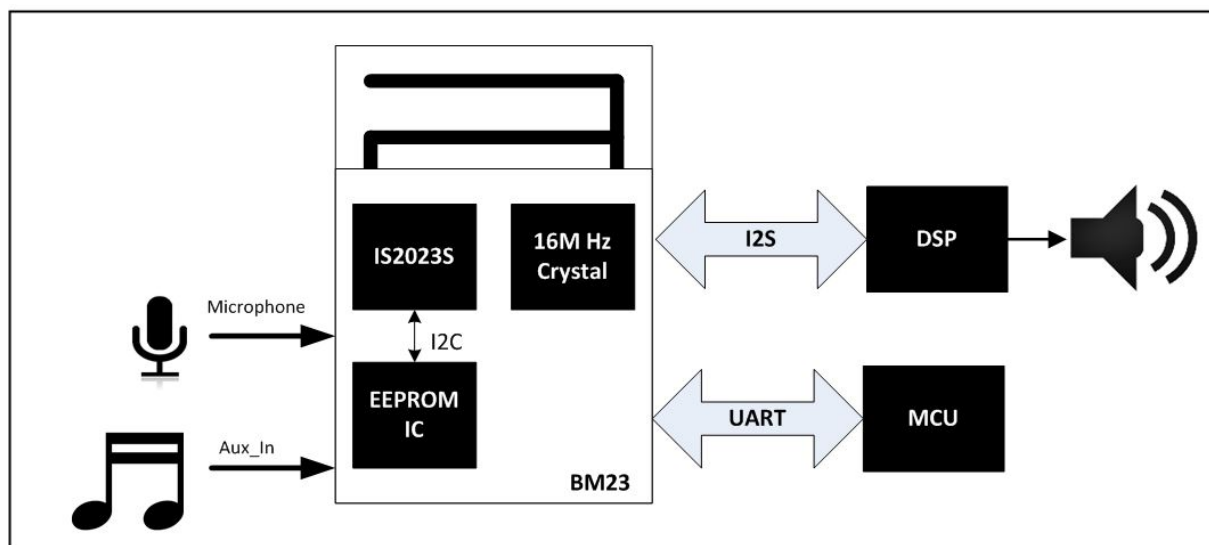 IS2023S
16M Hz
Crystal
I2S
DSP
Microphone
I2C
EEPROM
IC
UART
MCU
Aux_In
BM23